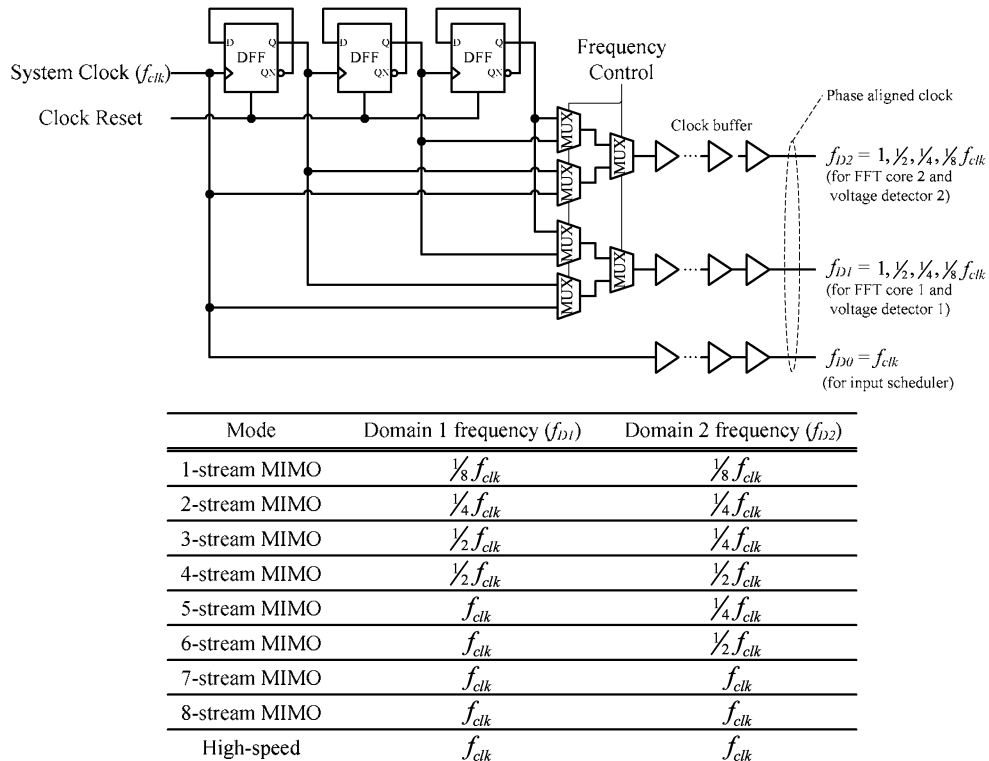 D Q DFF QN
D Q DFF QN
D Q DFF QN
System Clock (fclk)
Clock Reset
Frequency
Control
Phase aligned clock
Clock buffer
MUX
MUX
MUX
MUX
MUX
MUX
fD2 = 1, 1/2, 1/4, 1/8 fclk
(for FFT core 2 and
voltage detector 2)
fD1 = 1, 1/2, 1/4, 1/8 fclk
(for FFT core 1 and
voltage detector 1)
fD0 = fclk
(for input scheduler)
Mode Domain 1 frequency (fD1) Domain 2 frequency (fD2)
1-stream MIMO 1/8 fclk 1/8 fclk
2-stream MIMO 1/4 fclk 1/4 fclk
3-stream MIMO 1/2 fclk 1/4 fclk
4-stream MIMO 1/2 fclk 1/2 fclk
5-stream MIMO fclk 1/4 fclk
6-stream MIMO fclk 1/2 fclk
7-stream MIMO fclk fclk
8-stream MIMO fclk fclk
High-speed fclk fclk